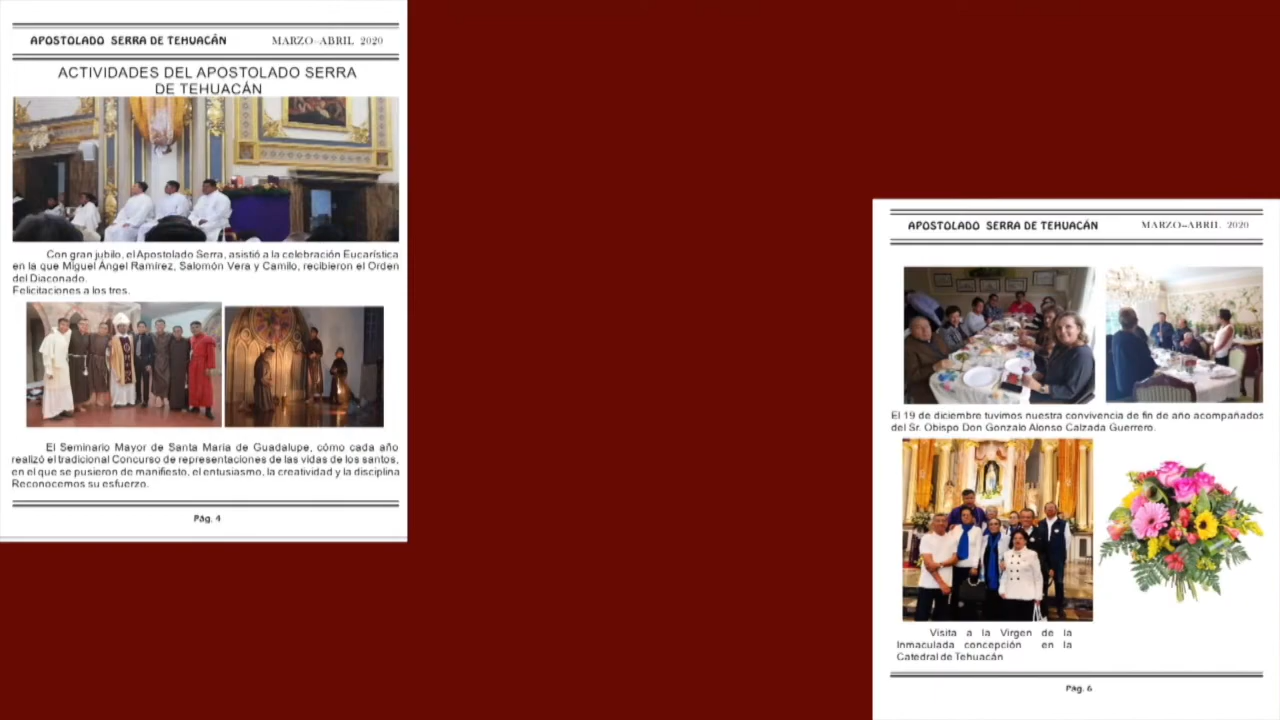 APOSTOLADO SERRA DE TEHUACÁN MARZO-ABRIL 2020
ACTIVIDADES DEL APOSTOLADO SERRA
DE TEHUACÁN
Con gran jubilo, el Apostolado Serra, asistió a la celebración Eucarística
en la que Miguel Ángel Ramírez, Salomón Vera y Camilo, recibieron el Orden
del Diaconado.
Felicitaciones a los tres.
El Seminario Mayor de Santa María de Guadalupe, cómo cada año
realizó el tradicional Concurso de representaciones de las vidas de los santos,
en el que se pusieron de manifiesto, el entusiasmo, la creatividad y la disciplina
Reconocemos su esfuerzo.
Pág. 4
APOSTOLADO SERRA DE TEHUACÁN MARZO-ABRIL 2020
El 19 de diciembre tuvimos nuestra convivencia de fin de año acompañados
del Sr. Obispo Don Gonzalo Alonso Calzada Guerrero.
Visita a la Virgen de la
Inmaculada concepción en la
Catedral de Tehuacán
Pág. 6